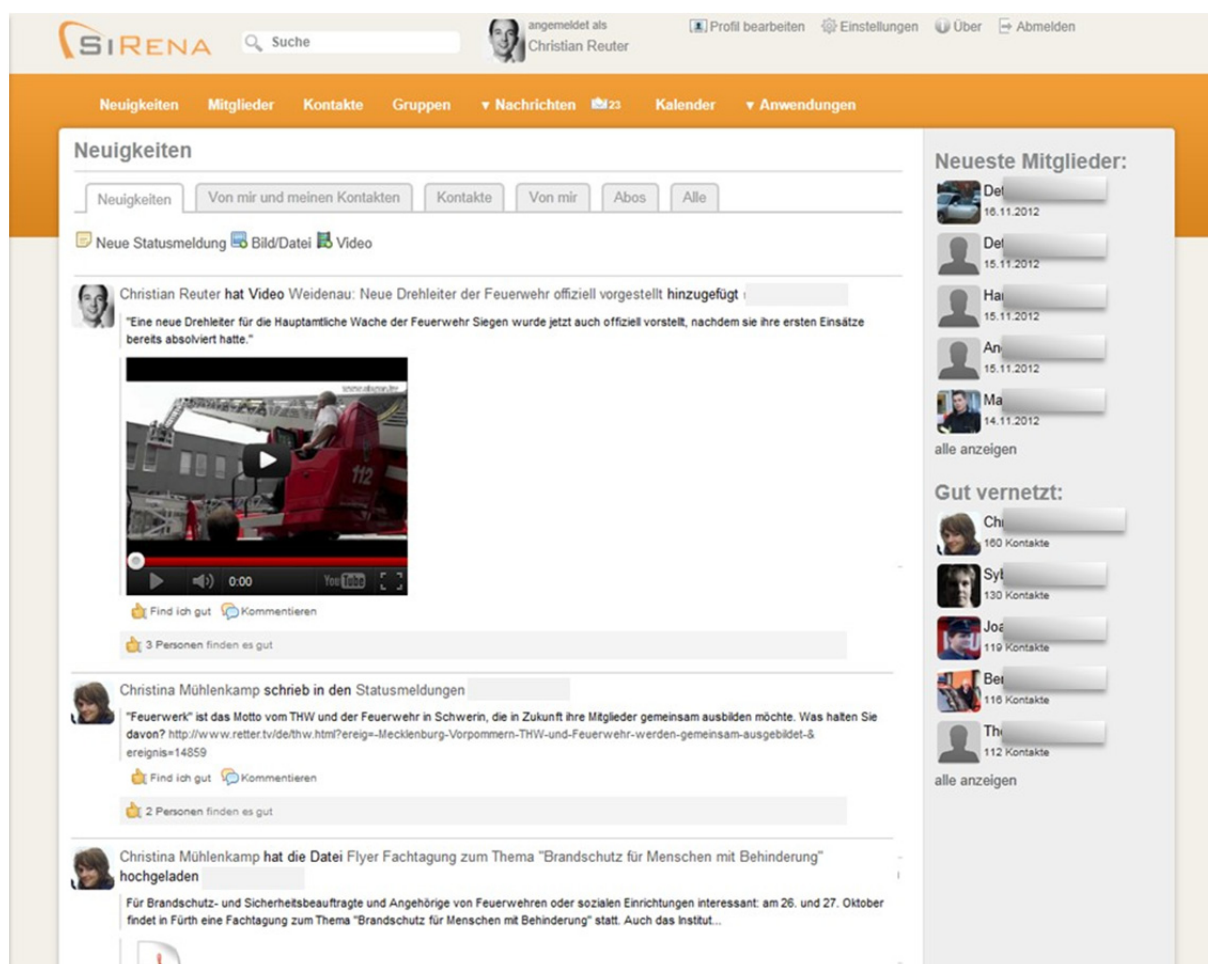 SiRENA
Suche
angemeldet als
Christian Reuter
Profil bearbeiten
Einstellungen
Über
Abmelden
Neuigkeiten Mitglieder Kontakte Gruppen ▾ Nachrichten 23 Kalender ▾ Anwendungen
Neuigkeiten
Neuigkeiten Von mir und meinen Kontakten Kontakte Von mir Abos Alle
Neue Statusmeldung Bild/Datei Video
Christian Reuter hat Video Weidenau: Neue Drehleiter der Feuerwehr offiziell vorgestellt hinzugefügt
"Eine neue Drehleiter für die Hauptamtliche Wache der Feuerwehr Siegen wurde jetzt auch offiziell vorstellt, nachdem sie ihre ersten Einsätze
bereits absolviert hatte."
112
0:00 YouTube
Find ich gut Kommentieren
3 Personen finden es gut
Christina Mühlenkamp schrieb in den Statusmeldungen
"Feuerwerk" ist das Motto vom THW und der Feuerwehr in Schwerin, die in Zukunft ihre Mitglieder gemeinsam ausbilden möchte. Was halten Sie
davon? http://www.retter.tv/de/thw.html?ereig=-Mecklenburg-Vorpommern-THW-und-Feuerwehr-werden-gemeinsam-ausgebildet-&
ereignis=14859
Find ich gut Kommentieren
2 Personen finden es gut
Christina Mühlenkamp hat die Datei Flyer Fachtagung zum Thema "Brandschutz für Menschen mit Behinderung"
hochgeladen
Für Brandschutz- und Sicherheitsbeauftragte und Angehörige von Feuerwehren oder sozialen Einrichtungen interessant: am 26. und 27. Oktober
findet in Fürth eine Fachtagung zum Thema "Brandschutz für Menschen mit Behinderung" statt. Auch das Institut...
Neueste Mitglieder:
Det
16.11.2012
Det
15.11.2012
Har
15.11.2012
An
15.11.2012
Ma
14.11.2012
alle anzeigen
Gut vernetzt:
Chr
160 Kontakte
Syb
130 Kontakte
Joa
119 Kontakte
Ber
116 Kontakte
Th
112 Kontakte
alle anzeigen